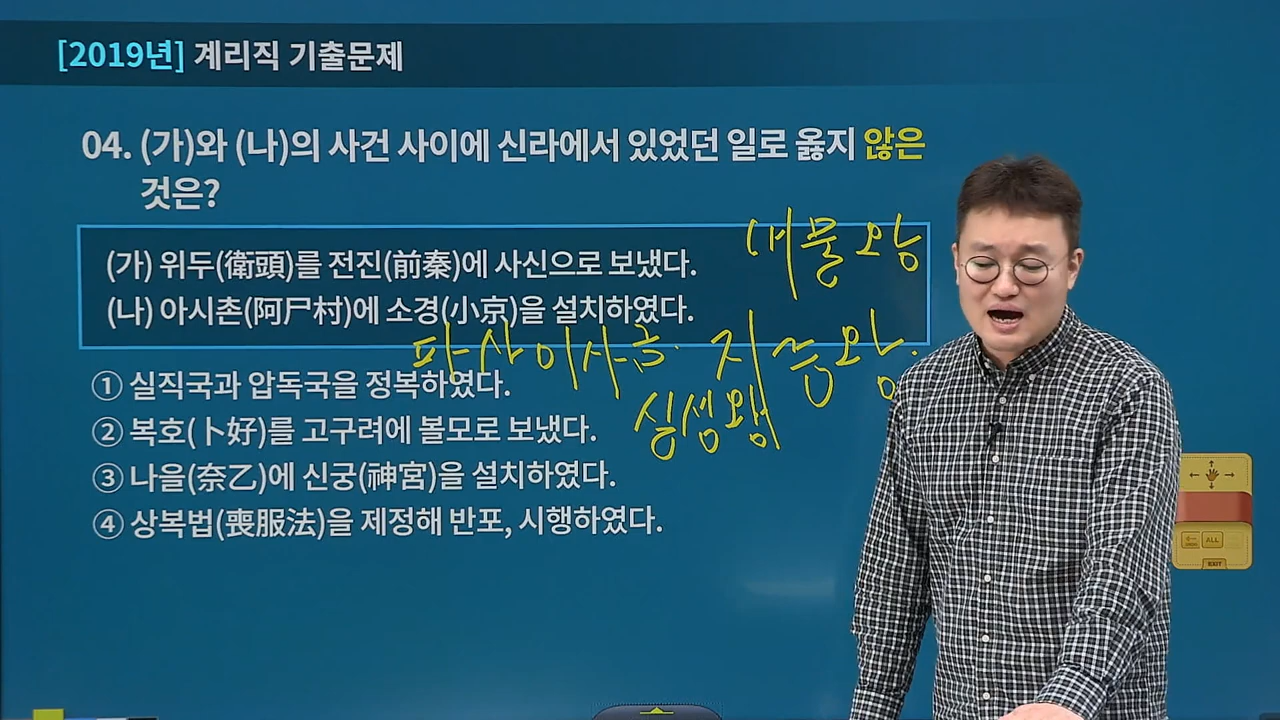 [2019년] 계리직 기출문제
04. (가)와 (나)의 사건 사이에 신라에서 있었던 일로 옳지 않은
것은?
내물왕
(가) 위두(衛頭)를 전진(前秦)에 사신으로 보냈다.
(나) 아시촌(阿尸村)에 소경(小京)을 설치하였다.
파사이사금. 지증왕.
① 실직국과 압독국을 정복하였다.
실성왕
② 복호(卜好)를 고구려에 볼모로 보냈다.
③ 나을(奈乙)에 신궁(神宮)을 설치하였다.
④ 상복법(喪服法)을 제정해 반포, 시행하였다.
ALL
EXIT